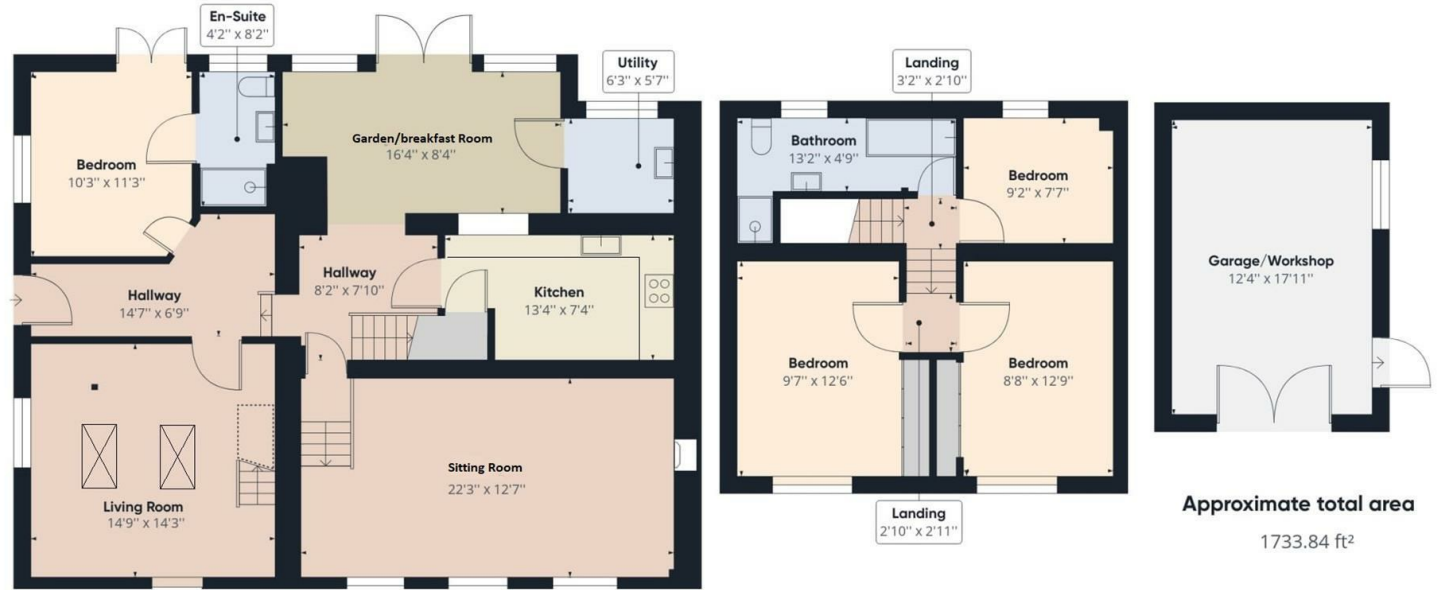 En-Suite
4'2" x 8'2"
Bedroom
10'3" x 11'3"
Garden/breakfast Room
16'4" x 8'4"
Utility
6'3" x 5'7"
Hallway
14'7" x 6'9"
Hallway
8'2" x 7'10"
Kitchen
13'4" x 7'4"
Living Room
14'9" x 14'3"
Sitting Room
22'3" x 12'7"
Landing
3'2" x 2'10"
Bathroom
13'2" x 4'9"
Bedroom
9'2" x 7'7"
Bedroom
9'7" x 12'6"
Bedroom
8'8" x 12'9"
Landing
2'10" x 2'11"
Garage/Workshop
12'4" x 17'11"
Approximate total area
1733.84 ft²